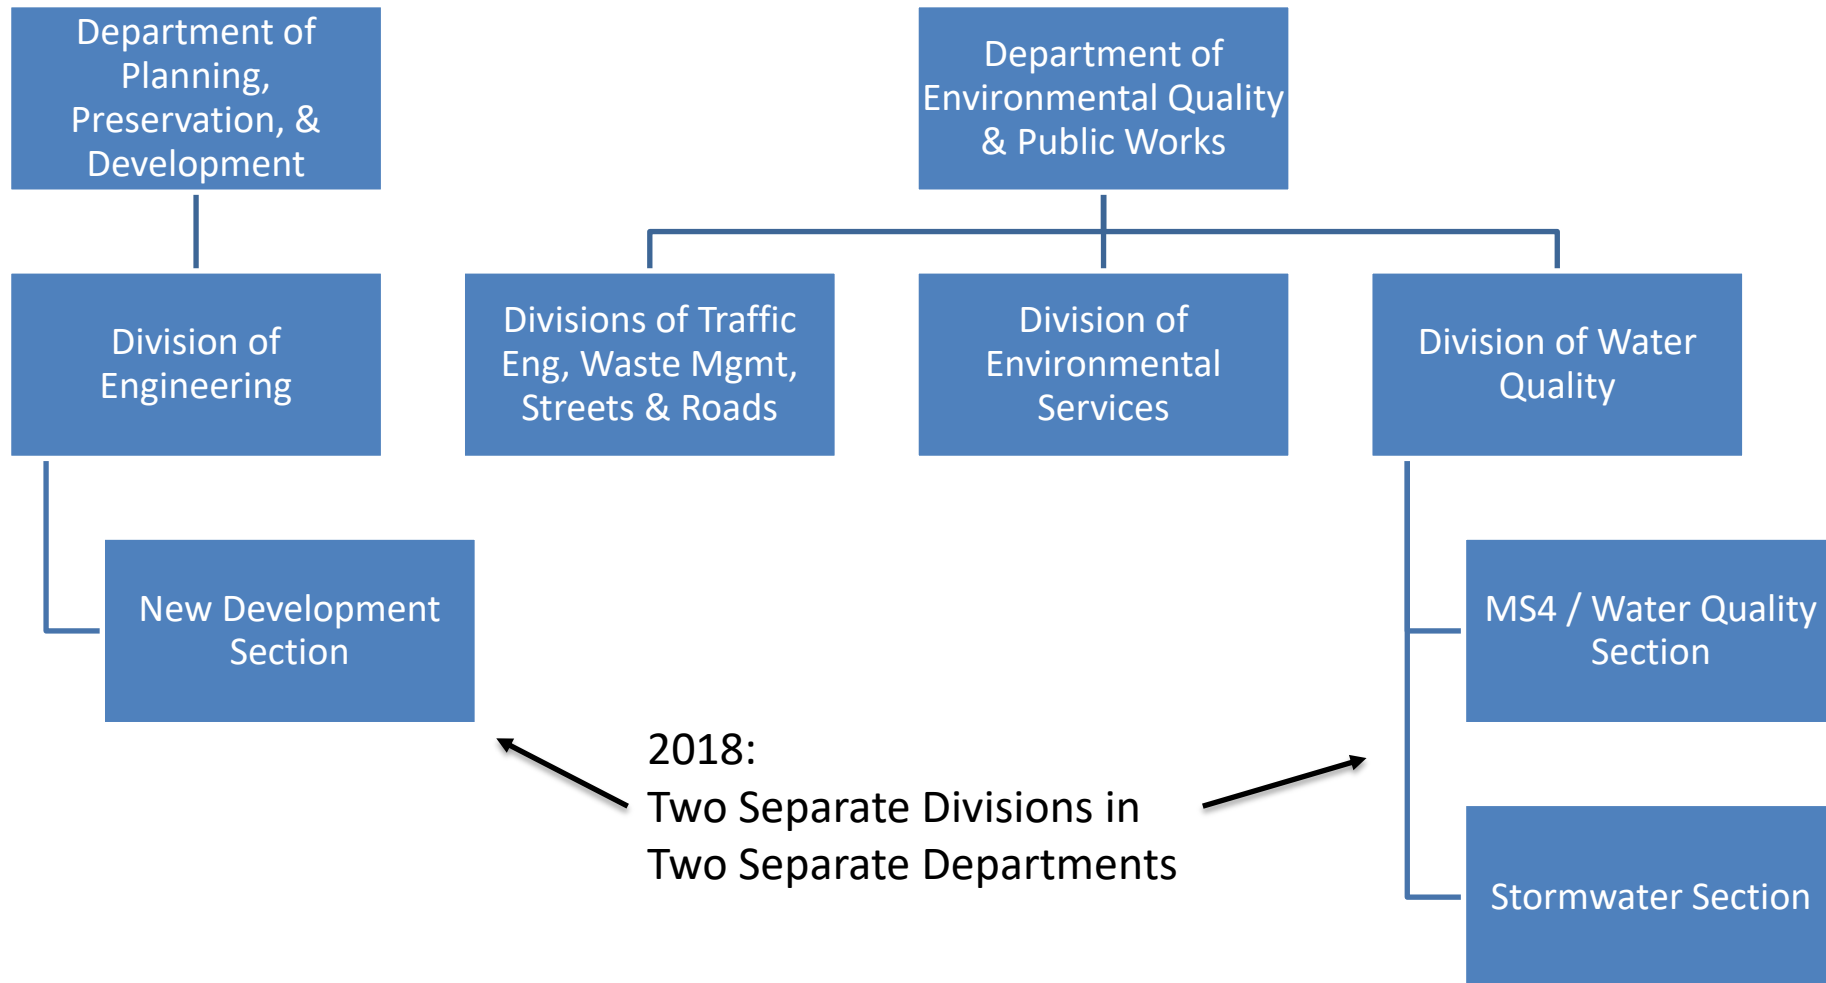 Department of
Planning,
Preservation, &
Development
Department of
Environmental Quality
& Public Works
Division of
Engineering
Divisions of Traffic
Eng, Waste Mgmt,
Streets & Roads
Division of
Environmental
Services
Division of Water
Quality
New Development
Section
MS4 / Water Quality
Section
2018:
Two Separate Divisions in
Two Separate Departments
Stormwater Section